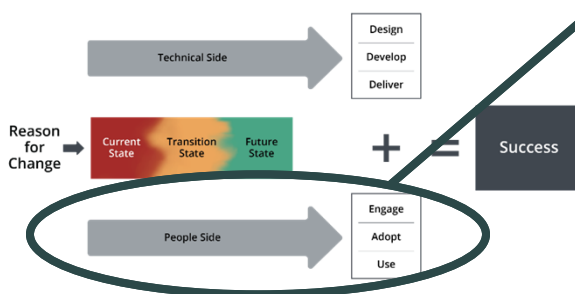 Technical Side
Design
Develop
Deliver
Reason
for
Change
Current
State
Transition
State
Future
State
+
=
Success
People Side
Engage
Adopt
Use